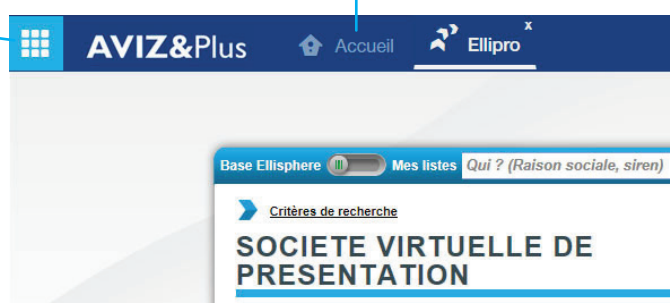 AVIZ&Plus Accueil Ellipro x
Base Ellisphere Mes listes Qui ? (Raison sociale, siren)
Critères de recherche
SOCIETE VIRTUELLE DE
PRESENTATION